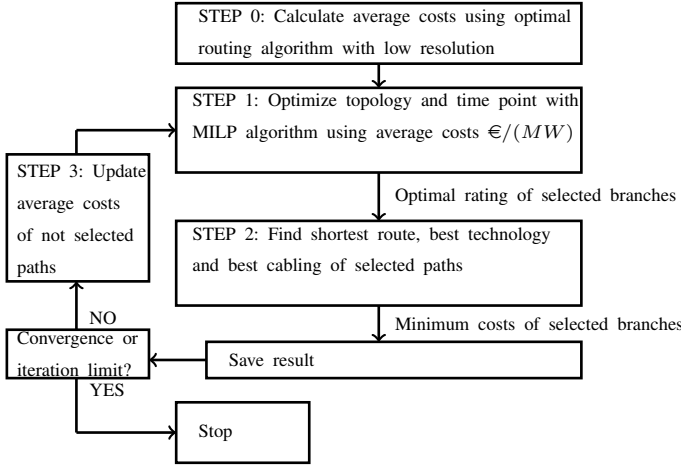 STEP 0: Calculate average costs using optimal
routing algorithm with low resolution
STEP 1: Optimize topology and time point with
MILP algorithm using average costs €/(MW)
Optimal rating of selected branches
STEP 2: Find shortest route, best technology
and best cabling of selected paths
Minimum costs of selected branches
Save result
Convergence or
iteration limit?
NO
STEP 3: Update
average costs
of not selected
paths
YES
Stop